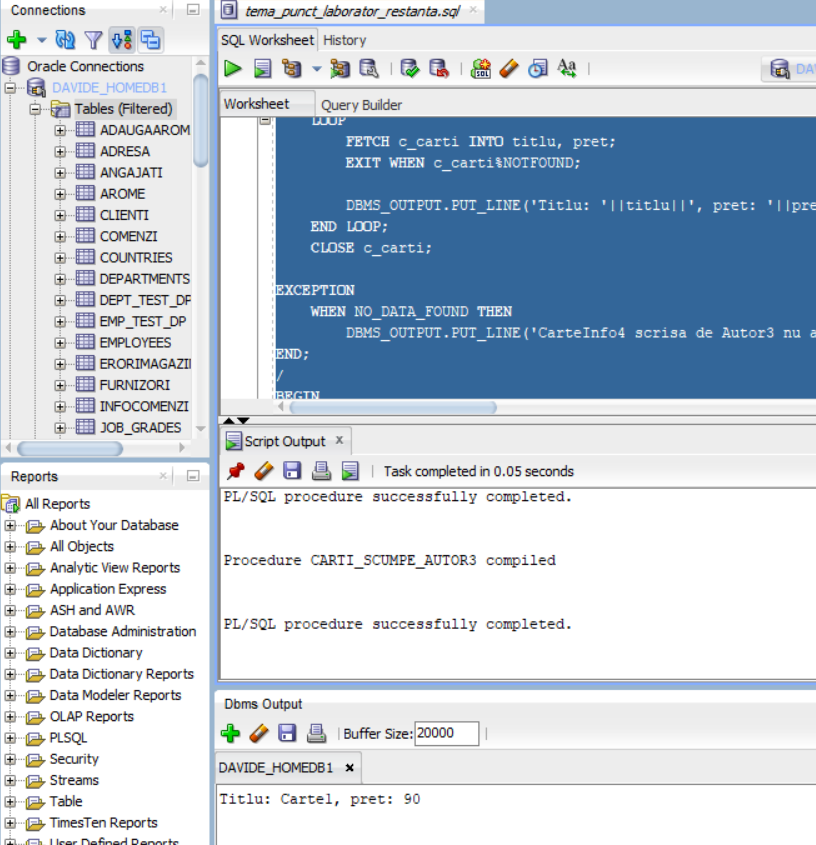 Connections
Oracle Connections
DAVIDE_HOMEDB1
Tables (Filtered)
ADAUGAAROM
ADRESA
ANGAJATI
AROME
CLIENTI
COMENZI
COUNTRIES
DEPARTMENTS
DEPT_TEST_DP
EMP_TEST_DP
EMPLOYEES
ERORIMAGAZI
FURNIZORI
INFOCOMENZI
JOB_GRADES
Reports
All Reports
About Your Database
All Objects
Analytic View Reports
Application Express
ASH and AWR
Database Administration
Data Dictionary
Data Dictionary Reports
Data Modeler Reports
OLAP Reports
PLSQL
Security
Streams
Table
TimesTen Reports
User Defined Reports
tema_punct_laborator_restanta.sql
SQL Worksheet History
DA
Worksheet Query Builder
LOOP
FETCH c_carti INTO titlu, pret;
EXIT WHEN c_carti%NOTFOUND;
DBMS_OUTPUT.PUT_LINE('Titlu: '||titlu||', pret: '||pre
END LOOP;
CLOSE c_carti;
EXCEPTION
WHEN NO_DATA_FOUND THEN
DBMS_OUTPUT.PUT_LINE('CarteInfo4 scrisa de Autor3 nu a
END;
/
BEGIN
Script Output x
Task completed in 0.05 seconds
PL/SQL procedure successfully completed.
Procedure CARTI_SCUMPE_AUTOR3 compiled
PL/SQL procedure successfully completed.
Dbms Output
Buffer Size: 20000
DAVIDE_HOMEDB1
Titlu: Carte1, pret: 90